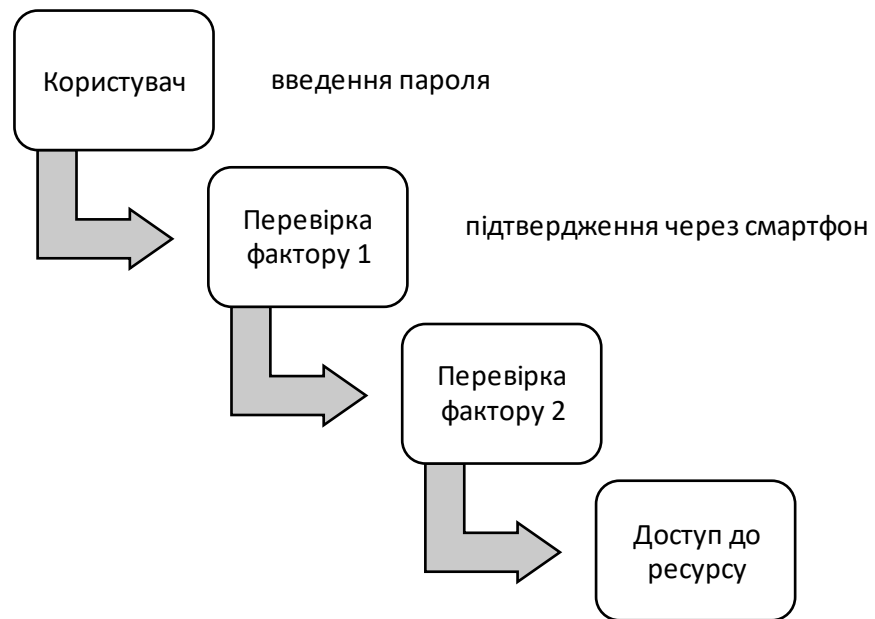 Користувач
введення пароля
Перевірка
фактору 1
підтвердження через смартфон
Перевірка
фактору 2
Доступ до
ресурсу